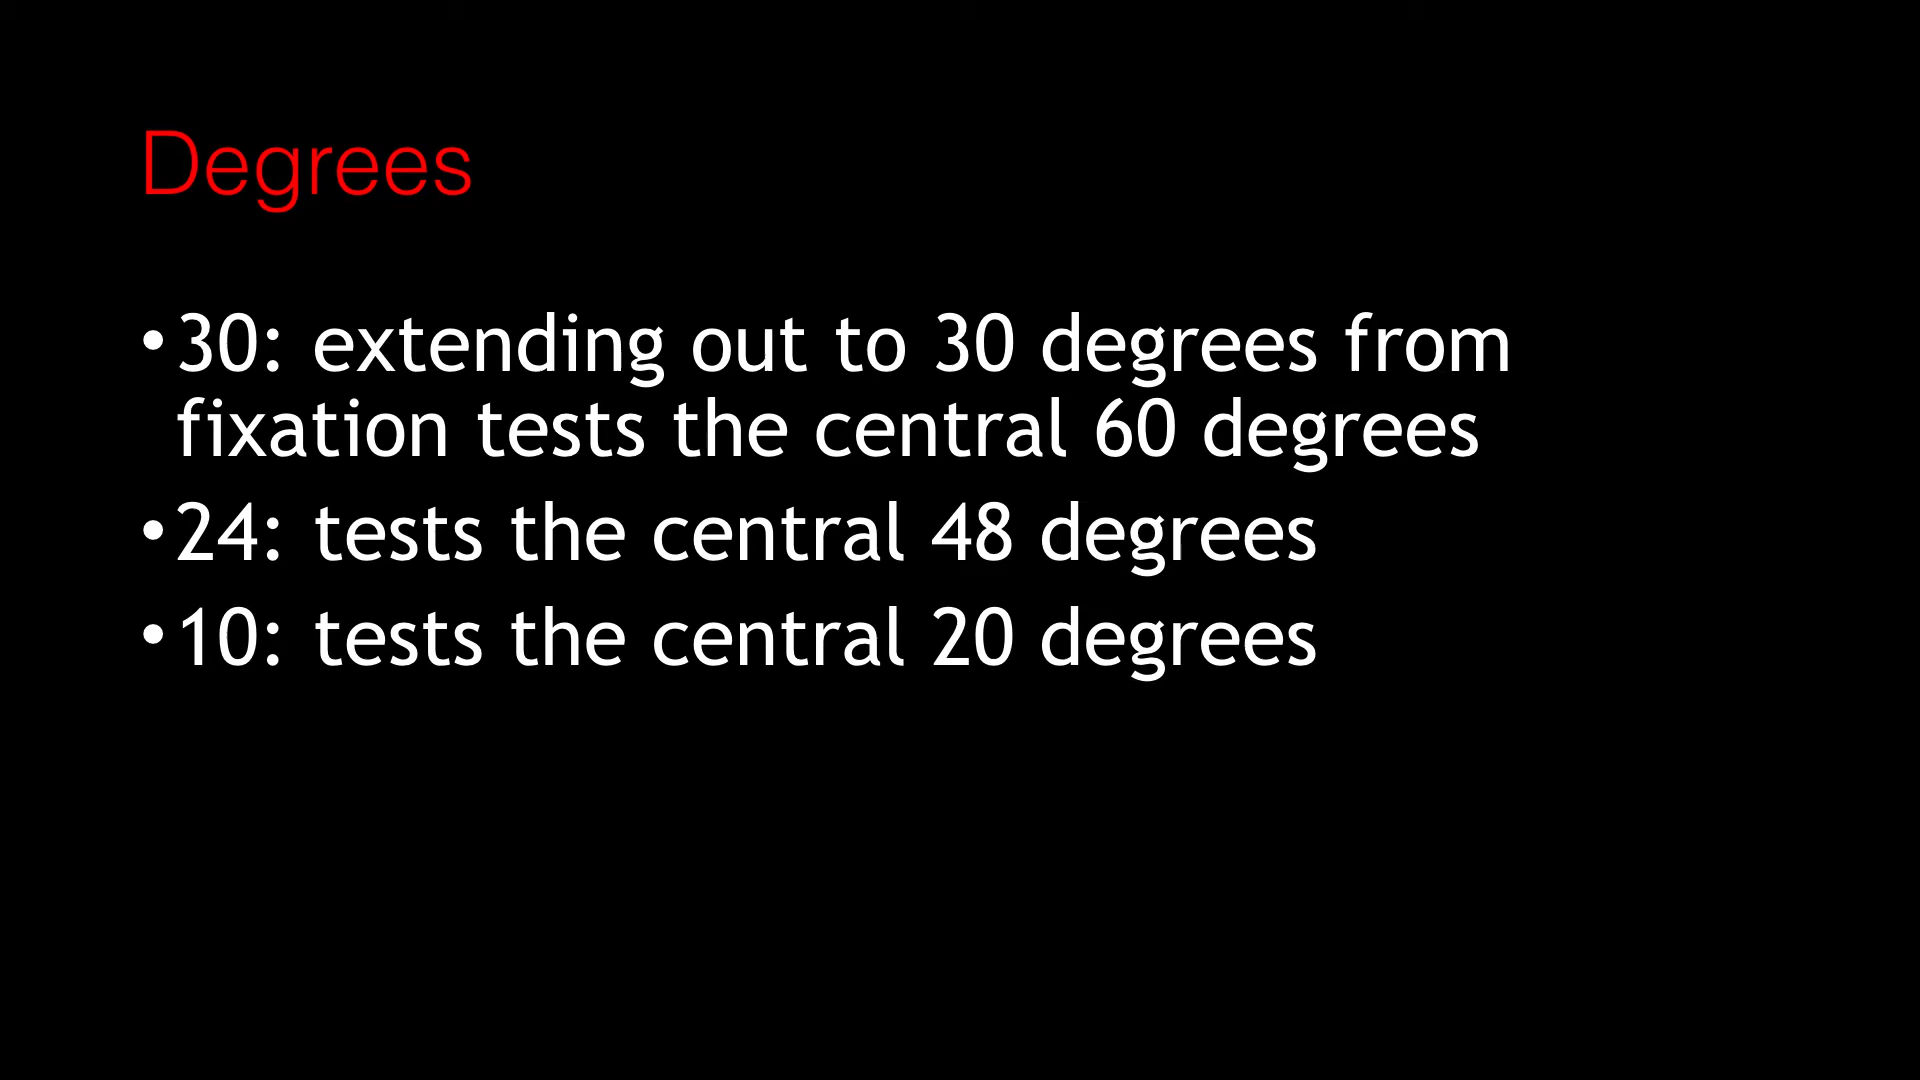 Degrees
•30: extending out to 30 degrees from
fixation tests the central 60 degrees
•24: tests the central 48 degrees
•10: tests the central 20 degrees